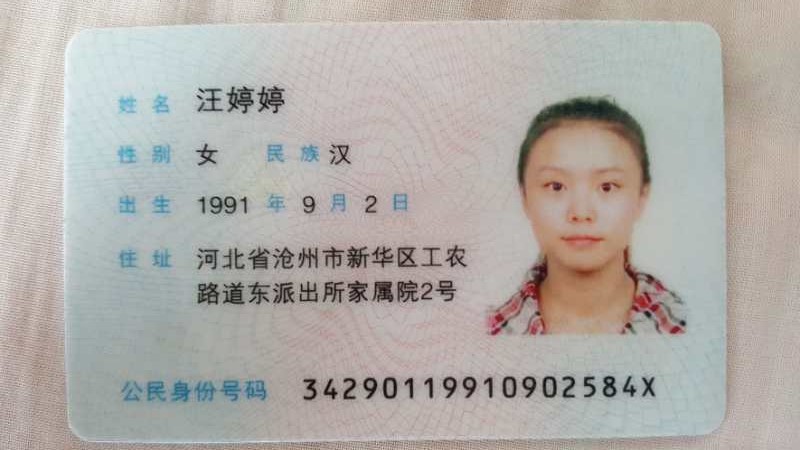 姓名 汪婷婷
性别 女 民族 汉
出生 1991 年 9 月 2 日
住址 河北省沧州市新华区工农
路道东派出所家属院2号
公民身份号码 34290119910902584X